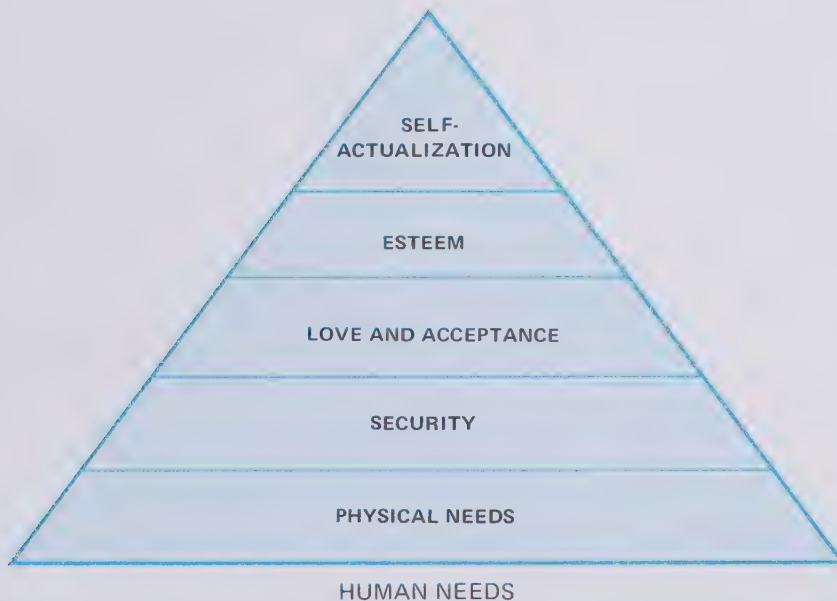 SELF-
ACTUALIZATION
ESTEEM
LOVE AND ACCEPTANCE
SECURITY
PHYSICAL NEEDS
HUMAN NEEDS